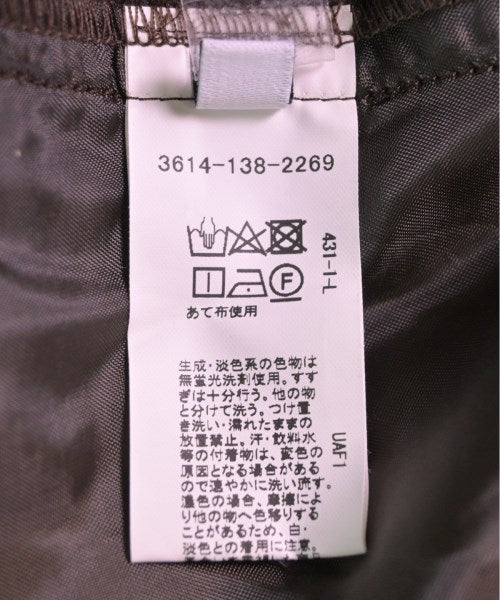 3614-138-2269
431-1-L
F
あて布使用
生成・淡色系の色物は
無蛍光洗剤使用。すす
ぎは十分行う。他の物
と分けて洗う。つけ置
き洗い・濡れたままの
放置禁止。汗・飲料水
等の付着物は、変色の
原因となる場合がある
ので速やかに洗い流す。
濃色の場合、摩擦によ
り他の物へ色移りする
ことがあるため、白・
淡色との着用に注意。
UAF1